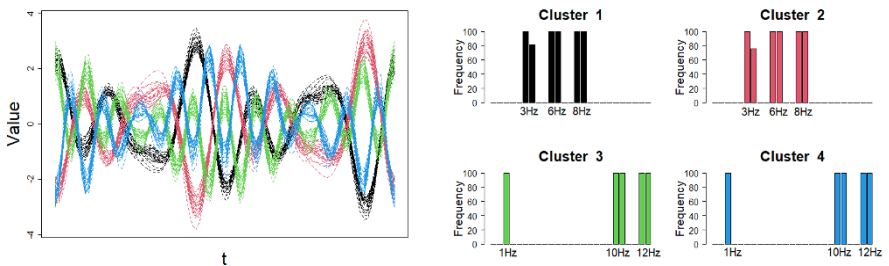 Value
4
2
0
-2
-4
t
Cluster 1
Frequency
100
80
60
40
20
0
3Hz 6Hz 8Hz
Cluster 2
Frequency
100
80
60
40
20
0
3Hz 6Hz 8Hz
Cluster 3
Frequency
100
80
60
40
20
0
1Hz 10Hz 12Hz
Cluster 4
Frequency
100
80
60
40
20
0
1Hz 10Hz 12Hz